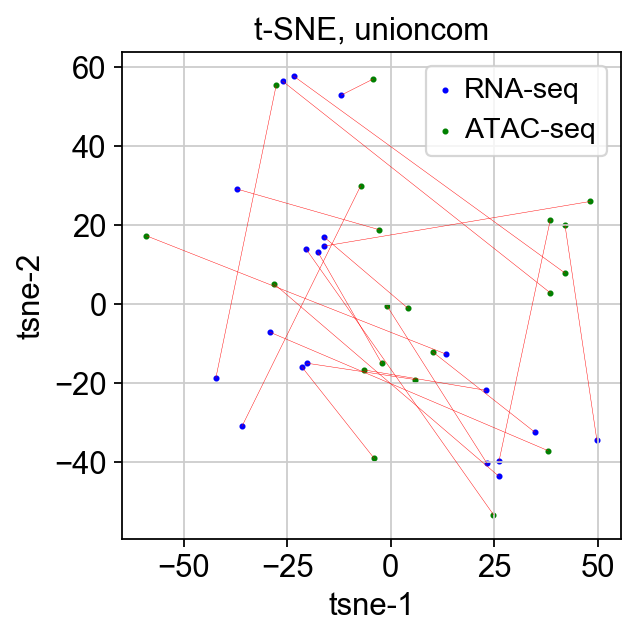 t-SNE, unioncom
RNA-seq
ATAC-seq
60
40
20
0
−20
−40
tsne-2
−50 −25 0 25 50
tsne-1